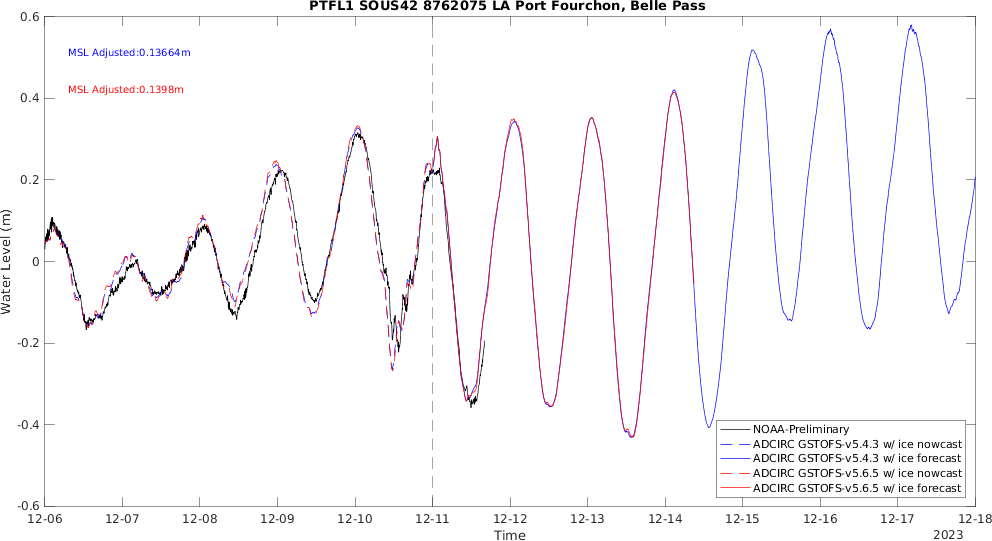 PTFL1 SOUS42 8762075 LA Port Fourchon, Belle Pass
0.6
0.4
0.2
0
-0.2
-0.4
-0.6
Water Level (m)
MSL Adjusted:0.13664m
MSL Adjusted:0.1398m
NOAA-Preliminary
ADCIRC GSTOFS-v5.4.3 w/ ice nowcast
ADCIRC GSTOFS-v5.4.3 w/ ice forecast
ADCIRC GSTOFS-v5.6.5 w/ ice nowcast
ADCIRC GSTOFS-v5.6.5 w/ ice forecast
12-06 12-07 12-08 12-09 12-10 12-11 12-12 12-13 12-14 12-15 12-16 12-17 12-18
Time
2023